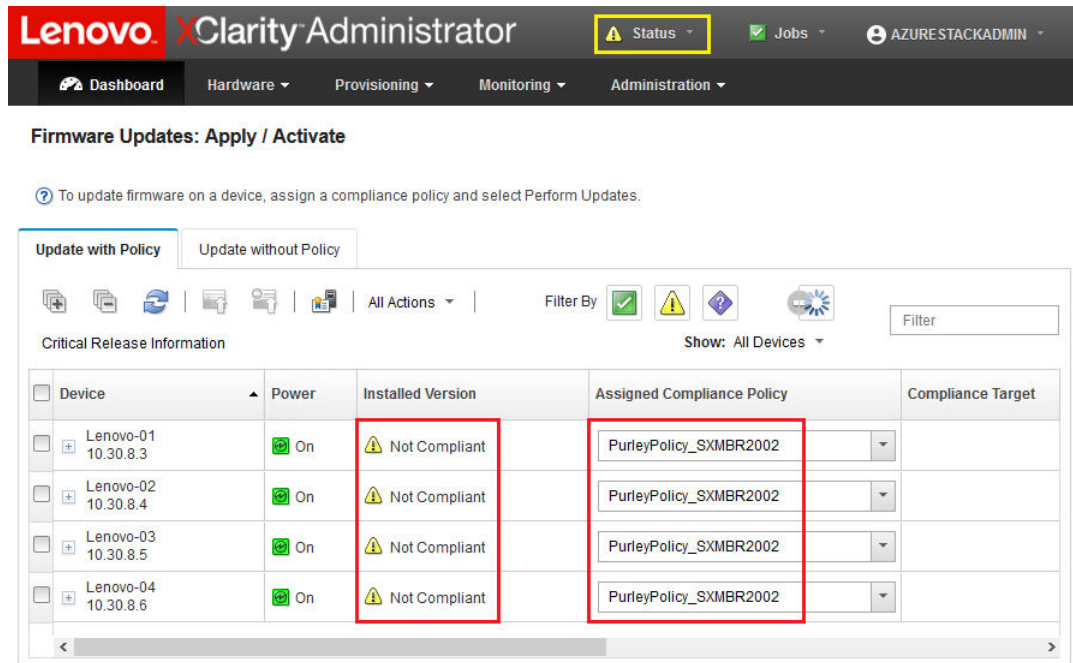 Lenovo. XClarity Administrator
Status
Jobs
AZURESTACKADMIN
Dashboard Hardware Provisioning Monitoring Administration
Firmware Updates: Apply / Activate
? To update firmware on a device, assign a compliance policy and select Perform Updates.
Update with Policy Update without Policy
All Actions Filter By ? Filter
Critical Release Information Show: All Devices
Device Power Installed Version Assigned Compliance Policy Compliance Target
Lenovo-01
10.30.8.3 On Not Compliant PurleyPolicy_SXMBR2002
Lenovo-02
10.30.8.4 On Not Compliant PurleyPolicy_SXMBR2002
Lenovo-03
10.30.8.5 On Not Compliant PurleyPolicy_SXMBR2002
Lenovo-04
10.30.8.6 On Not Compliant PurleyPolicy_SXMBR2002